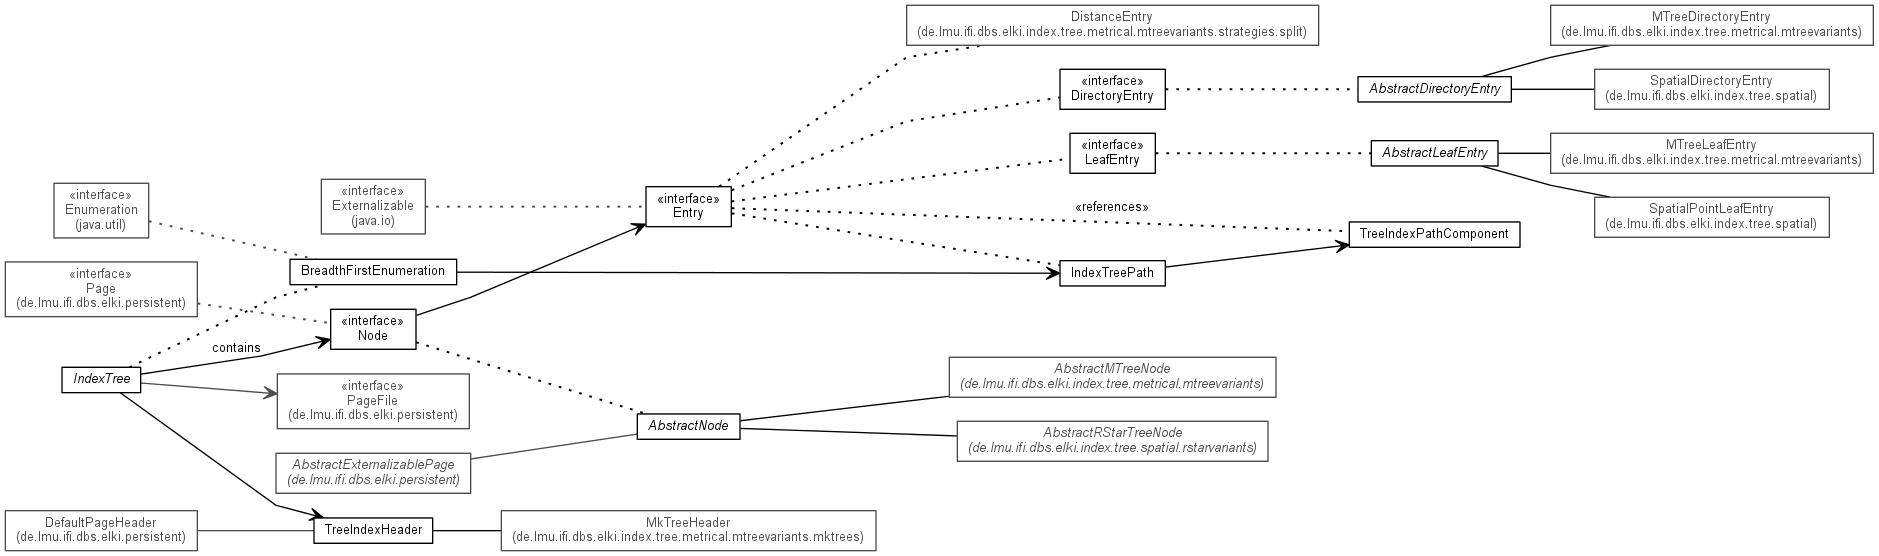 DistanceEntry
(de.lmu.ifi.dbs.elki.index.tree.metrical.mtreevariants.strategies.split)
MTreeDirectoryEntry
(de.lmu.ifi.dbs.elki.index.tree.metrical.mtreevariants)
«interface»
DirectoryEntry
AbstractDirectoryEntry
SpatialDirectoryEntry
(de.lmu.ifi.dbs.elki.index.tree.spatial)
«interface»
LeafEntry
AbstractLeafEntry
MTreeLeafEntry
(de.lmu.ifi.dbs.elki.index.tree.metrical.mtreevariants)
«interface»
Enumeration
(java.util)
«interface»
Externalizable
(java.io)
«interface»
Entry
«references»
SpatialPointLeafEntry
(de.lmu.ifi.dbs.elki.index.tree.spatial)
TreeIndexPathComponent
«interface»
Page
(de.lmu.ifi.dbs.elki.persistent)
BreadthFirstEnumeration
IndexTreePath
«interface»
Node
contains
IndexTree
«interface»
PageFile
(de.lmu.ifi.dbs.elki.persistent)
AbstractMTreeNode
(de.lmu.ifi.dbs.elki.index.tree.metrical.mtreevariants)
AbstractNode
AbstractRStarTreeNode
(de.lmu.ifi.dbs.elki.index.tree.spatial.rstarvariants)
AbstractExternalizablePage
(de.lmu.ifi.dbs.elki.persistent)
DefaultPageHeader
(de.lmu.ifi.dbs.elki.persistent)
TreeIndexHeader
MkTreeHeader
(de.lmu.ifi.dbs.elki.index.tree.metrical.mtreevariants.mktrees)